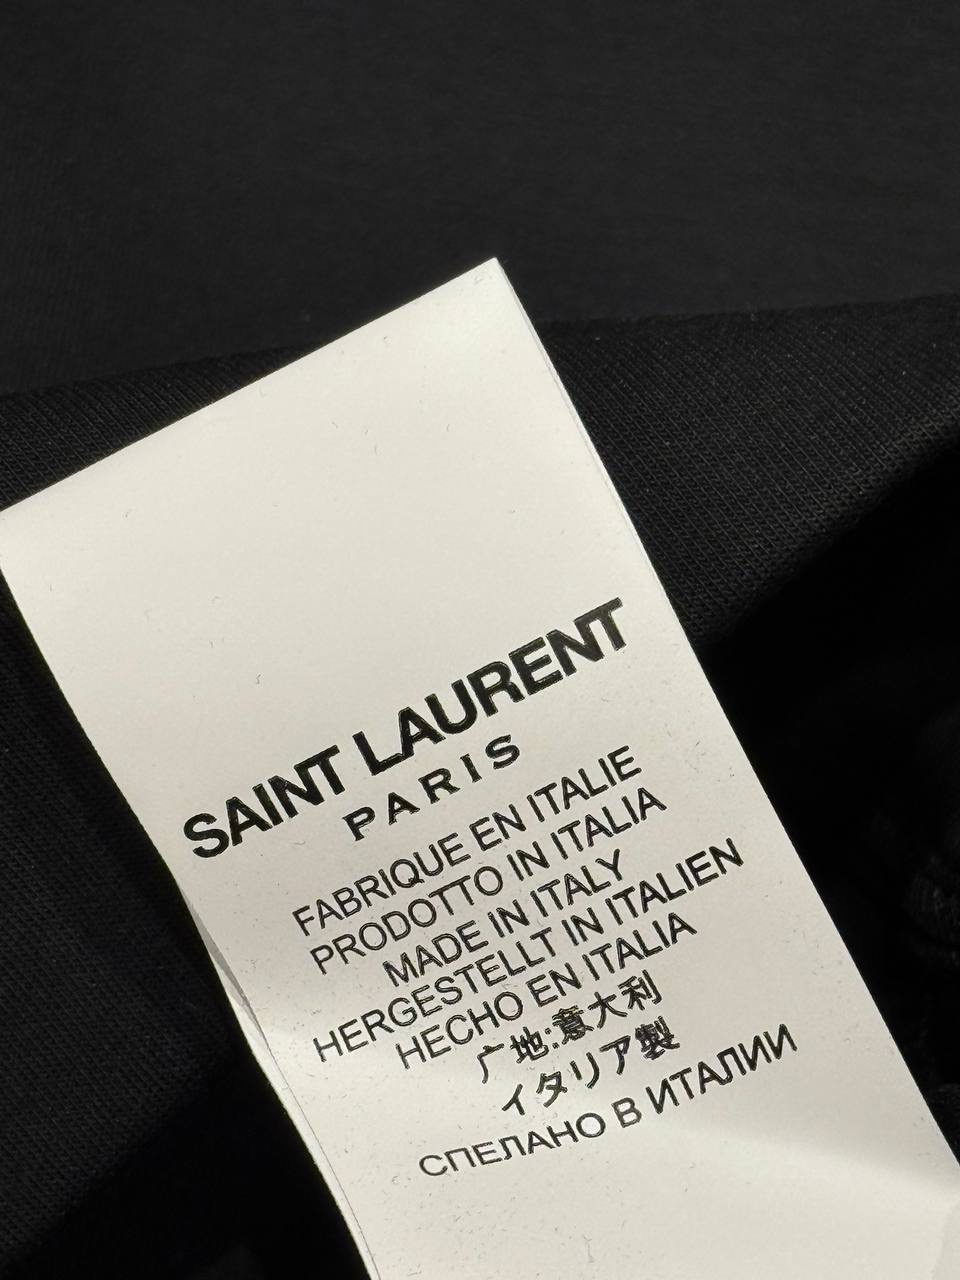 SAINT LAURENT
PARIS
FABRIQUE EN ITALIE
PRODOTTO IN ITALIA
MADE IN ITALY
HERGESTELLT IN ITALIEN
HECHO EN ITALIA
广地:意大利
イタリア製
СПЕЛАНО В ИТАЛИИ